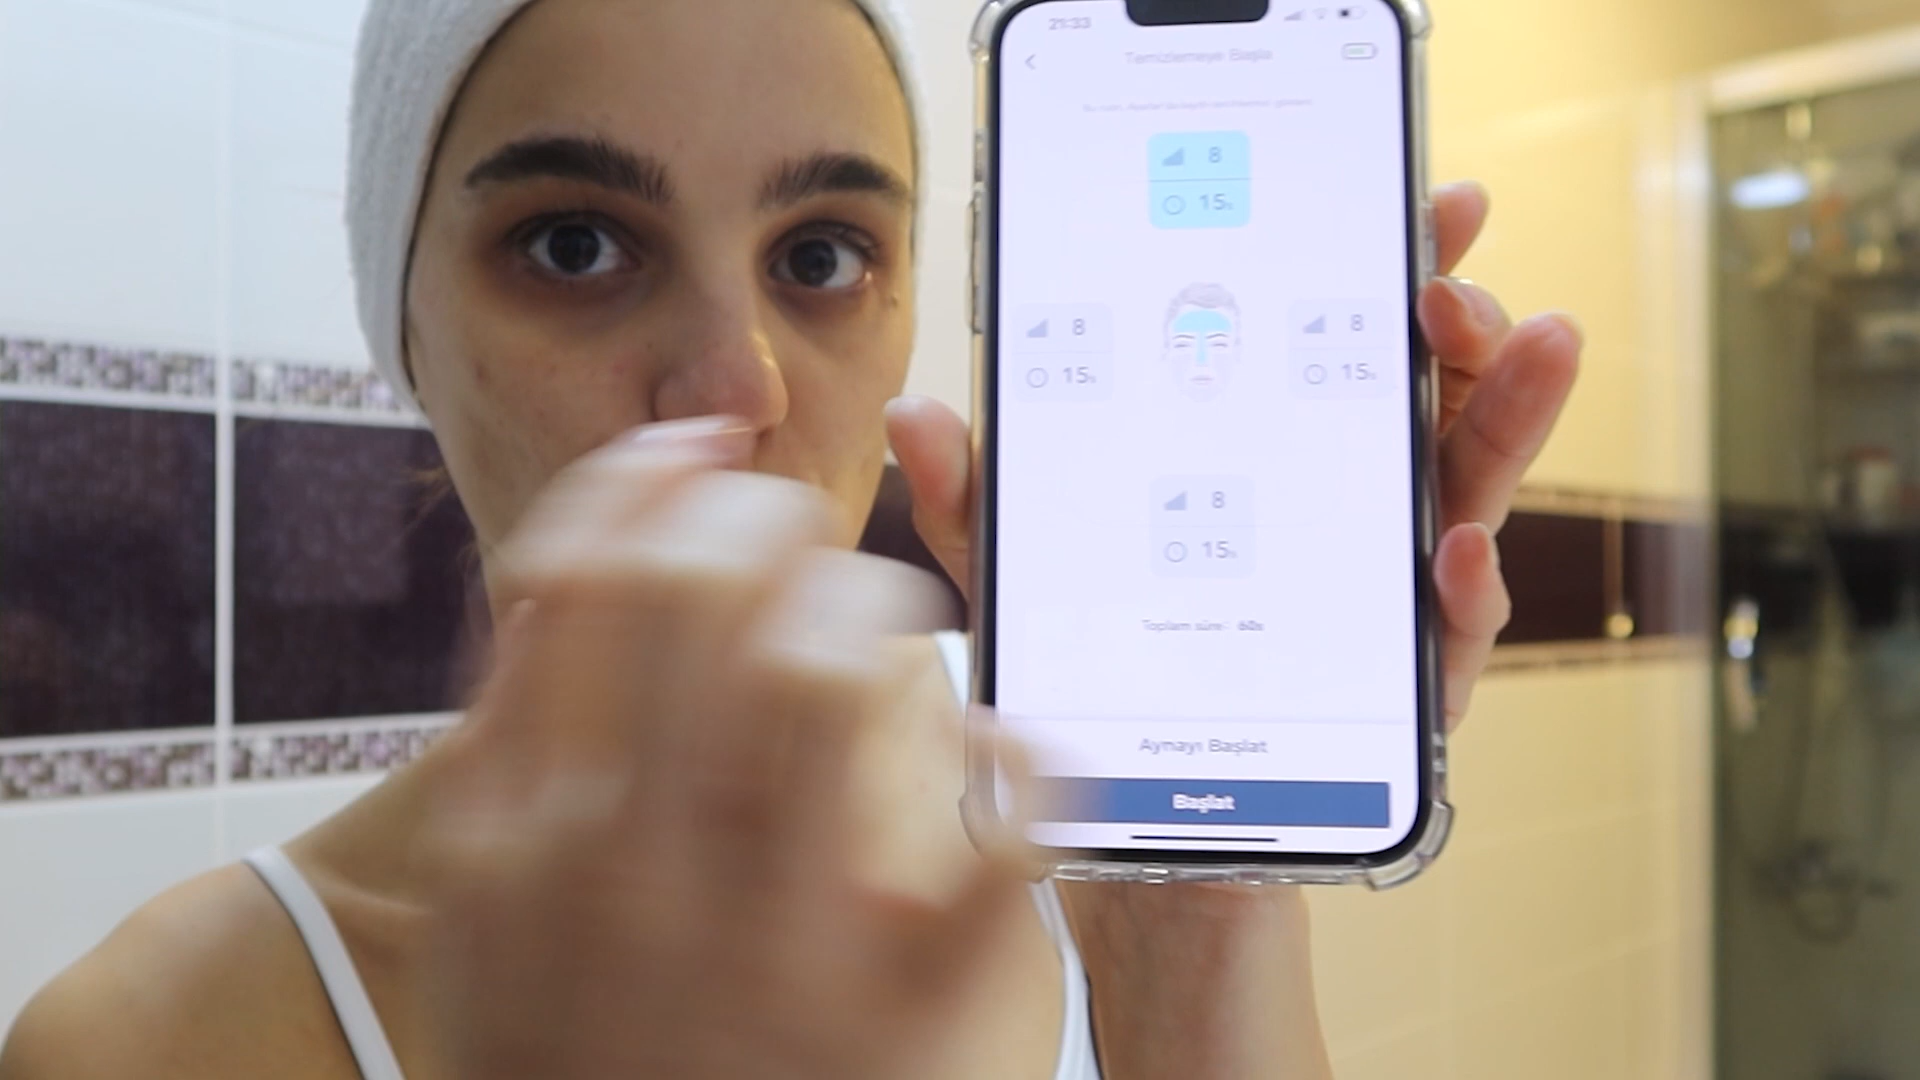 21:33
Temizlemeye Başla
8
15s
8
15s
8
15s
8
15s
Toplam süre: 60s
Aynayı Başlat
Başlat